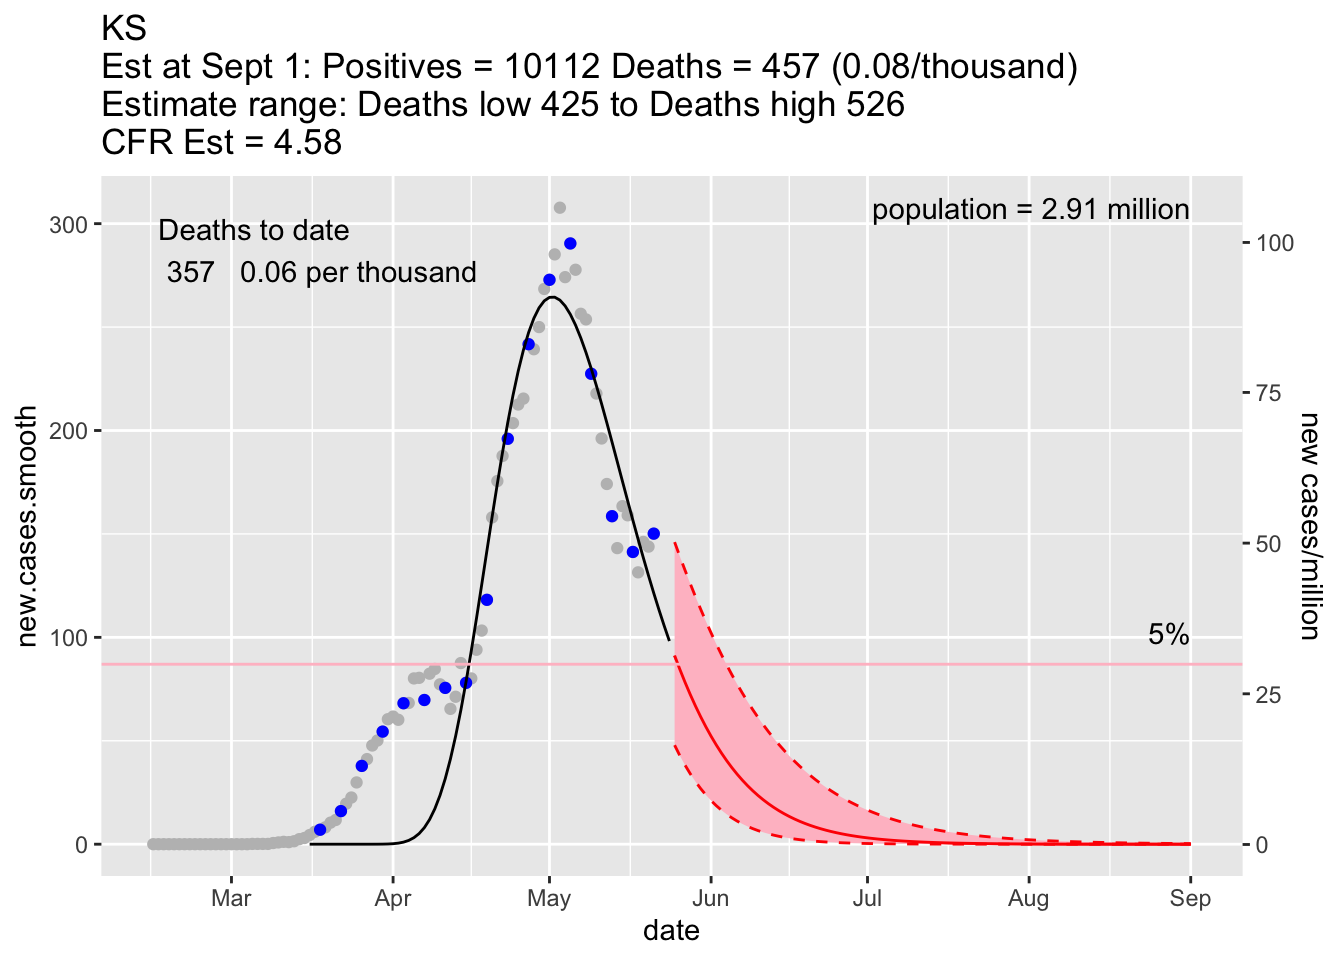 KS
Est at Sept 1: Positives = 10112 Deaths = 457 (0.08/thousand)
Estimate range: Deaths low 425 to Deaths high 526
CFR Est = 4.58
population = 2.91 million
Deaths to date
357 0.06 per thousand
300
200
100
0
new.cases.smooth
100
75
50
25
0
new cases/million
5%
Mar Apr May Jun Jul Aug Sep
date